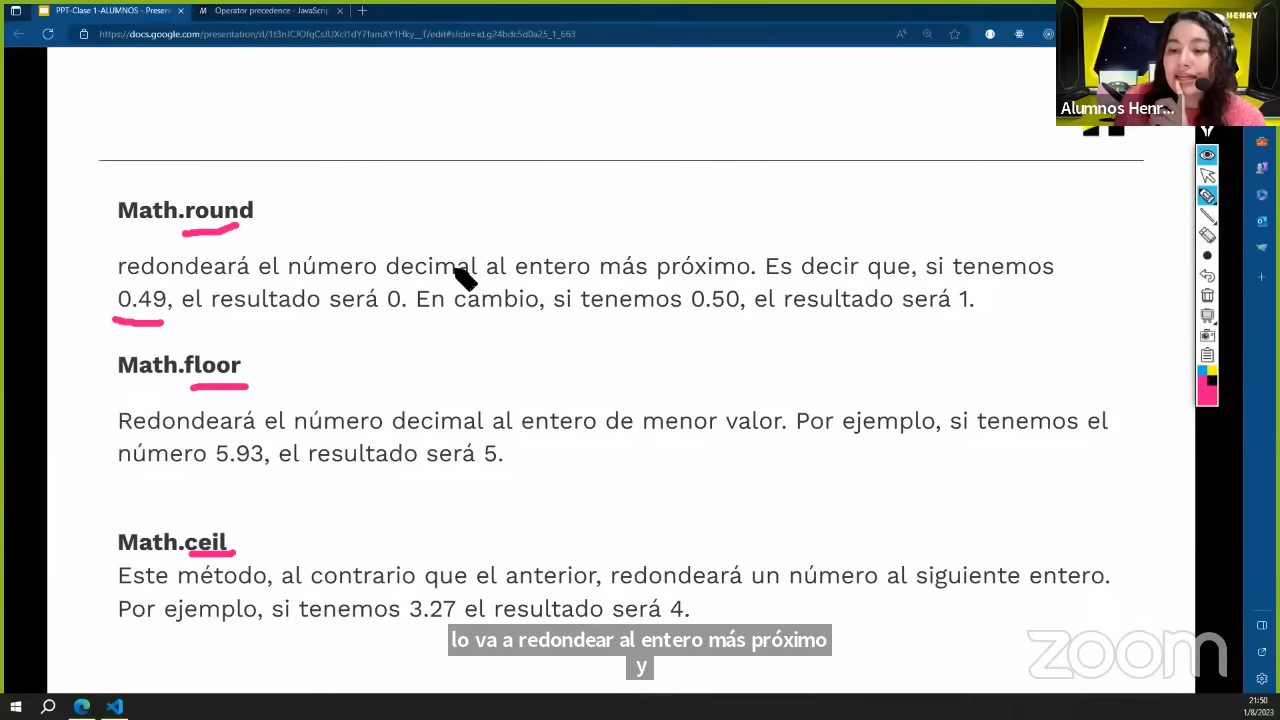 PPT-Clase 1-ALUMNOS - Present
Operator precedence - JavaScrip
https://docs.google.com/presentation/d/1t3nJCJOfqCsJUXcl1dY7famXY1Hky__T/edit#slide=id.g24bdc5d0a25_1_663
HENRY
Alumnos Henr...
Math.round
redondeará el número decimal al entero más próximo. Es decir que, si tenemos
0.49, el resultado será 0. En cambio, si tenemos 0.50, el resultado será 1.
Math.floor
Redondeará el número decimal al entero de menor valor. Por ejemplo, si tenemos el
número 5.93, el resultado será 5.
Math.ceil
Este método, al contrario que el anterior, redondeará un número al siguiente entero.
Por ejemplo, si tenemos 3.27 el resultado será 4.
lo va a redondear al entero más próximo
y
zoom
21:50
1/8/2023